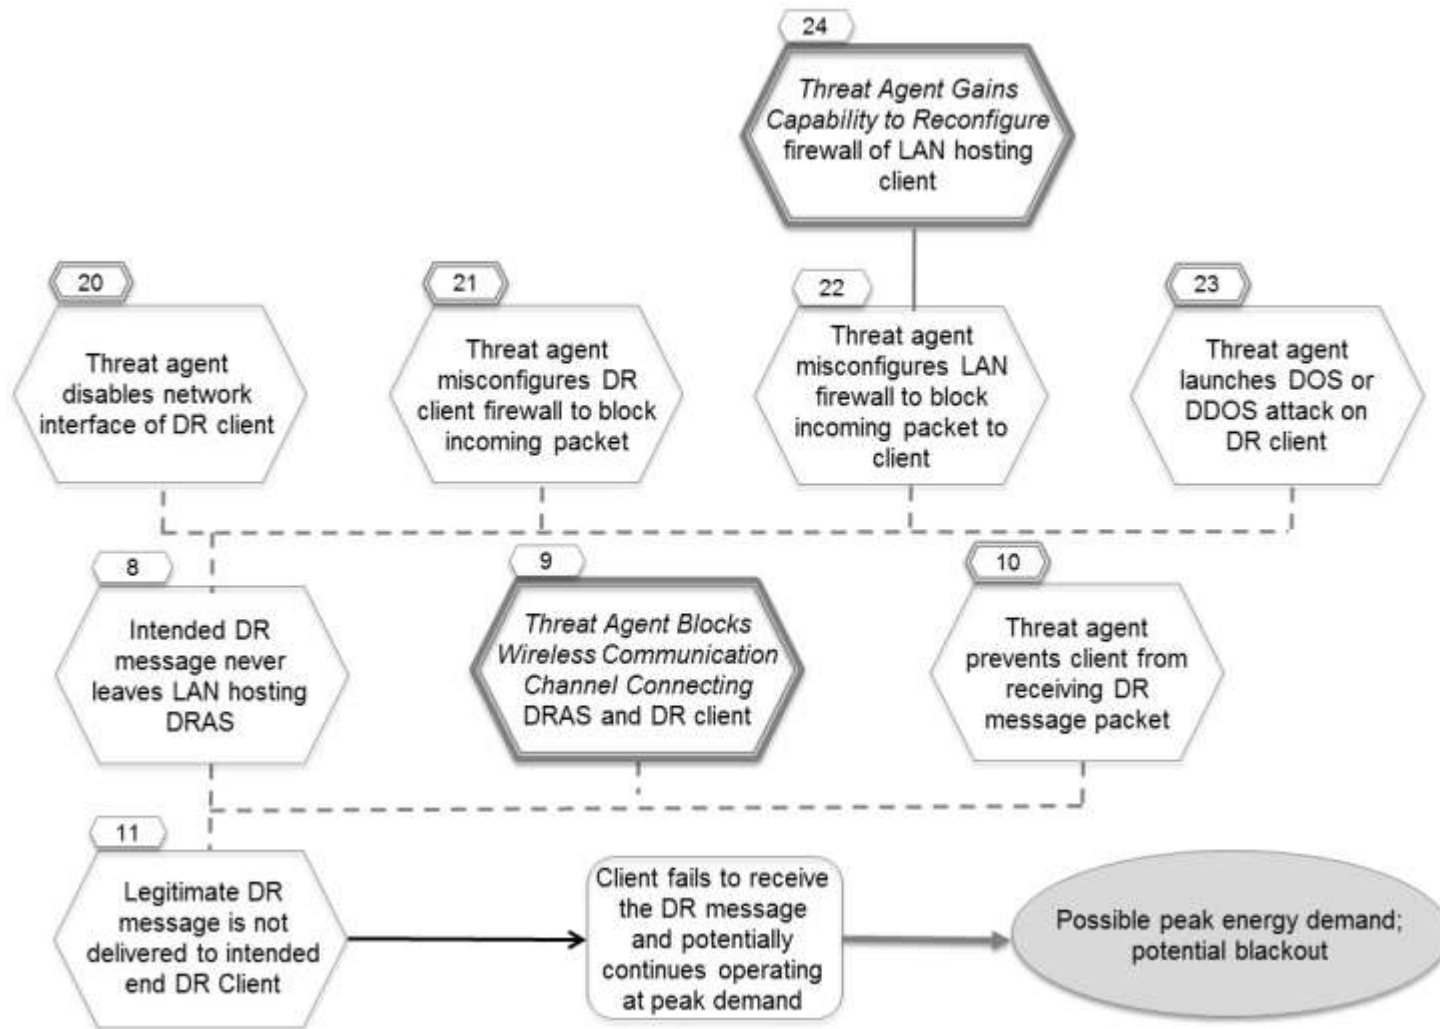 24
Threat Agent Gains
Capability to Reconfigure
firewall of LAN hosting
client
20
Threat agent
disables network
interface of DR client
21
Threat agent
misconfigures DR
client firewall to block
incoming packet
22
Threat agent
misconfigures LAN
firewall to block
incoming packet to
client
23
Threat agent
launches DOS or
DDOS attack on
DR client
8
Intended DR
message never
leaves LAN hosting
DRAS
9
Threat Agent Blocks
Wireless Communication
Channel Connecting
DRAS and DR client
10
Threat agent
prevents client from
receiving DR
message packet
11
Legitimate DR
message is not
delivered to intended
end DR Client
Client fails to receive
the DR message
and potentially
continues operating
at peak demand
Possible peak energy demand;
potential blackout